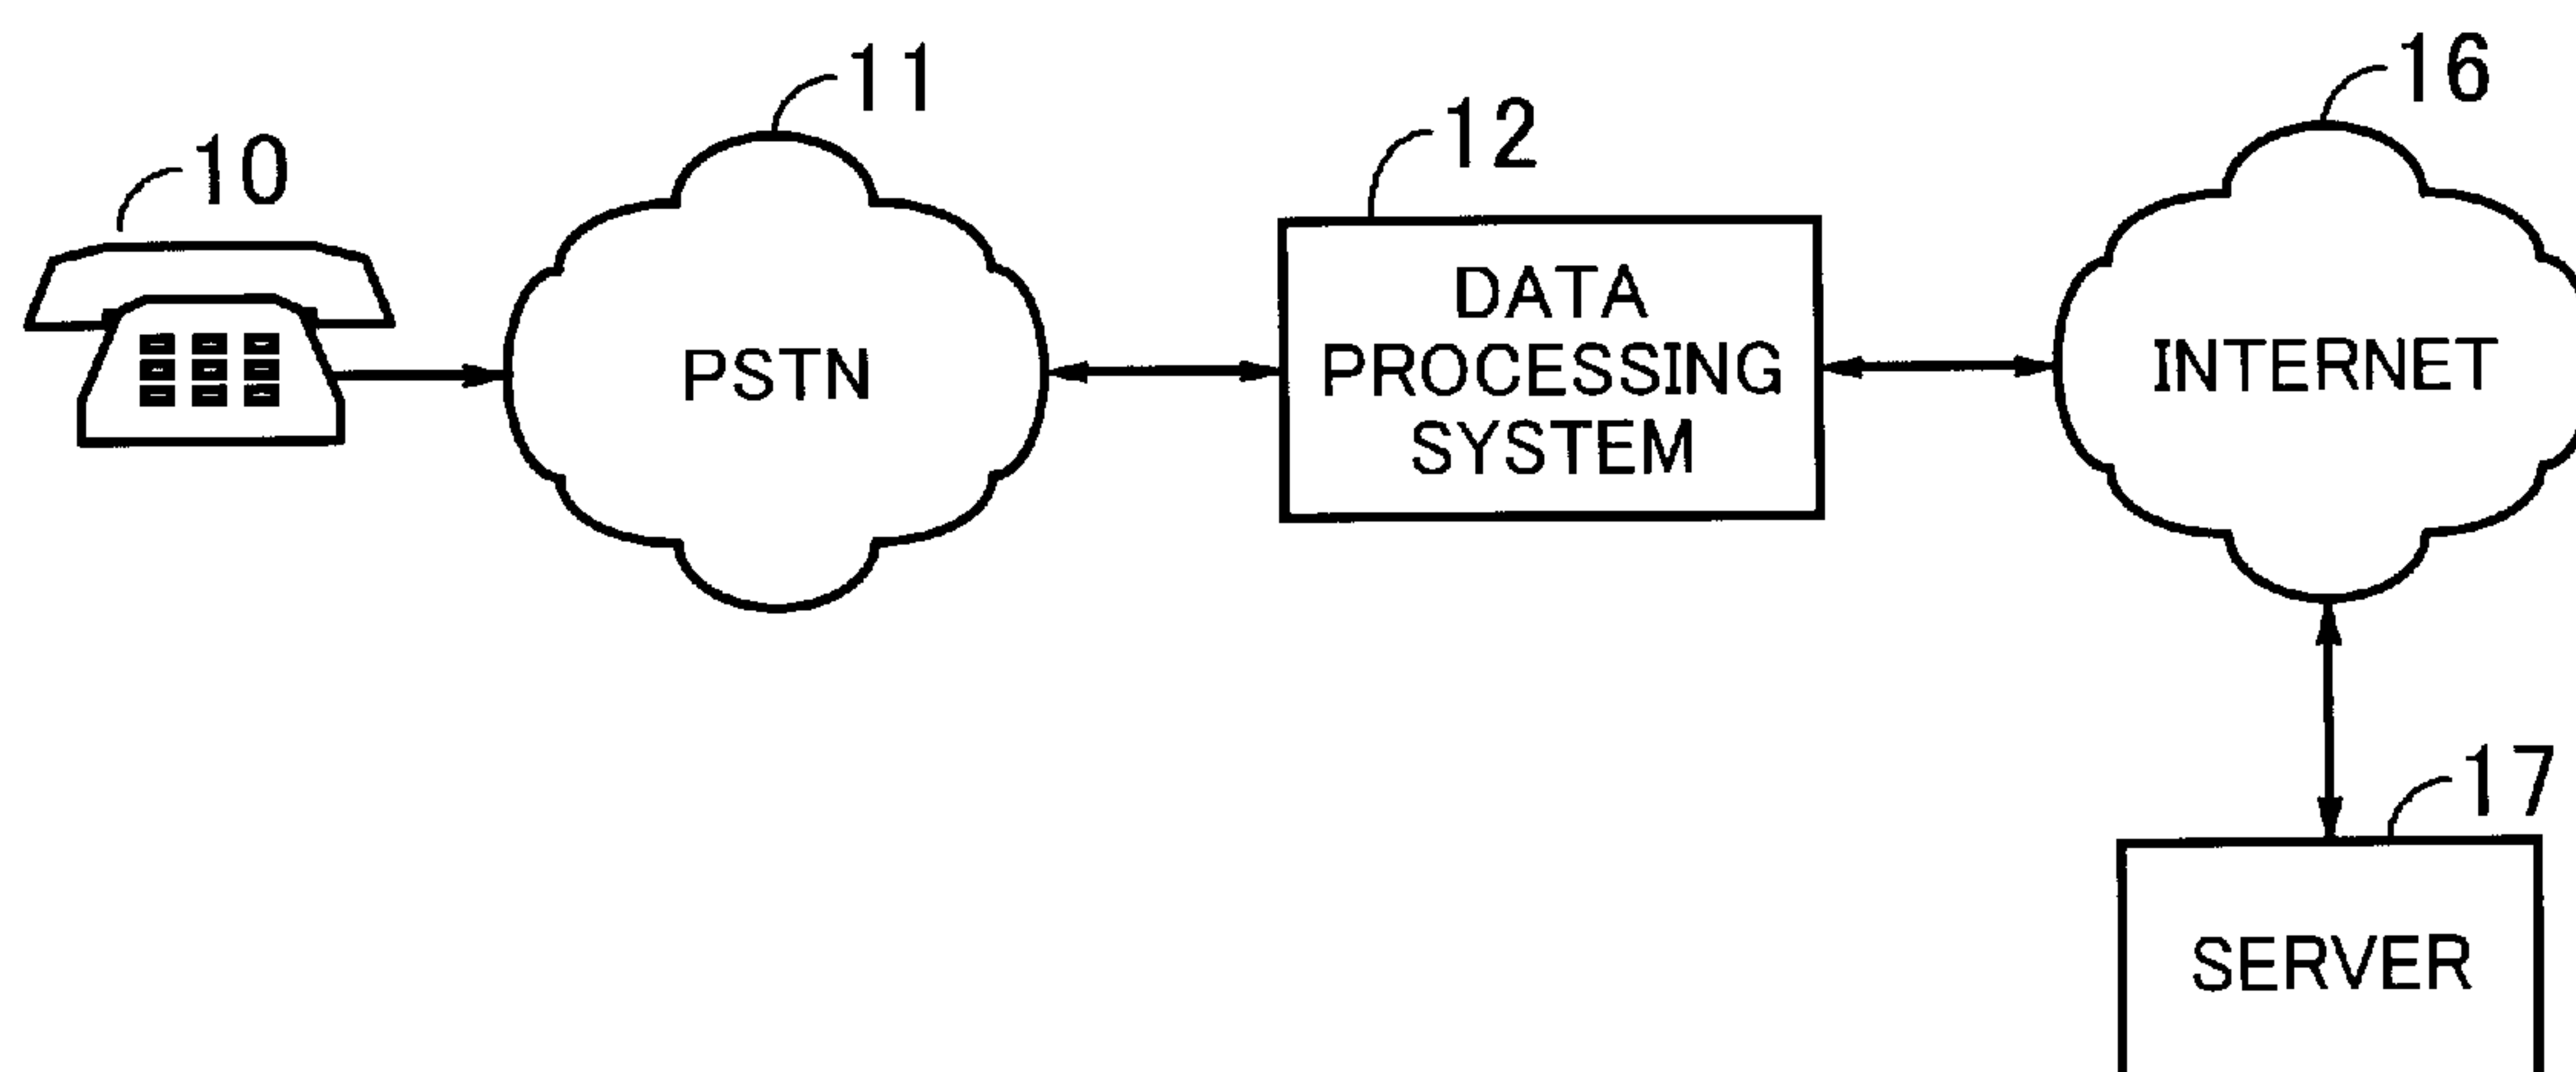 10
11
12
16
PSTN
DATA
PROCESSING
SYSTEM
INTERNET
17
SERVER